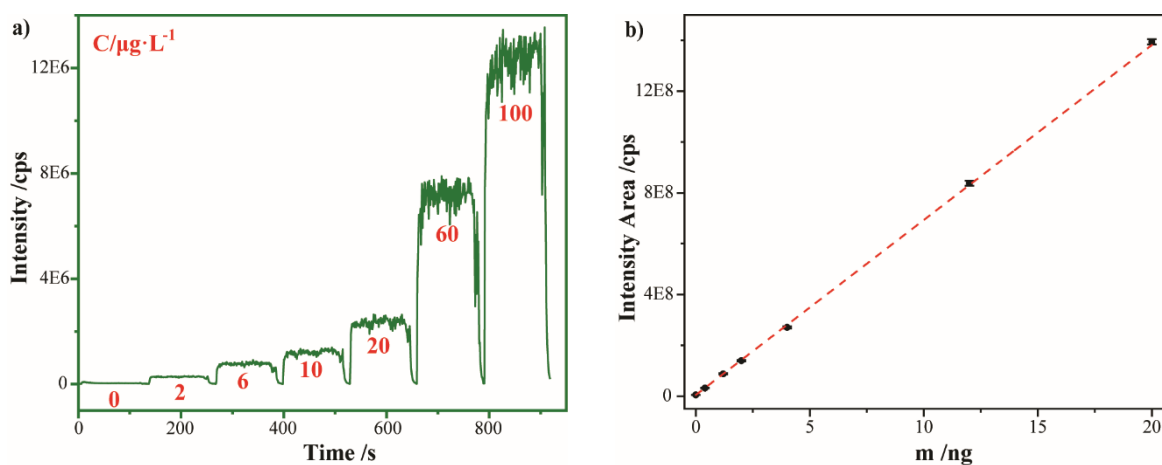 a)
C/μg·L⁻¹
12E6
8E6
4E6
0
Intensity /cps
0
2
6
10
20
60
100
0
200
400
600
800
Time /s
b)
12E8
8E8
4E8
0
Intensity Area /cps
0
5
10
15
20
m /ng